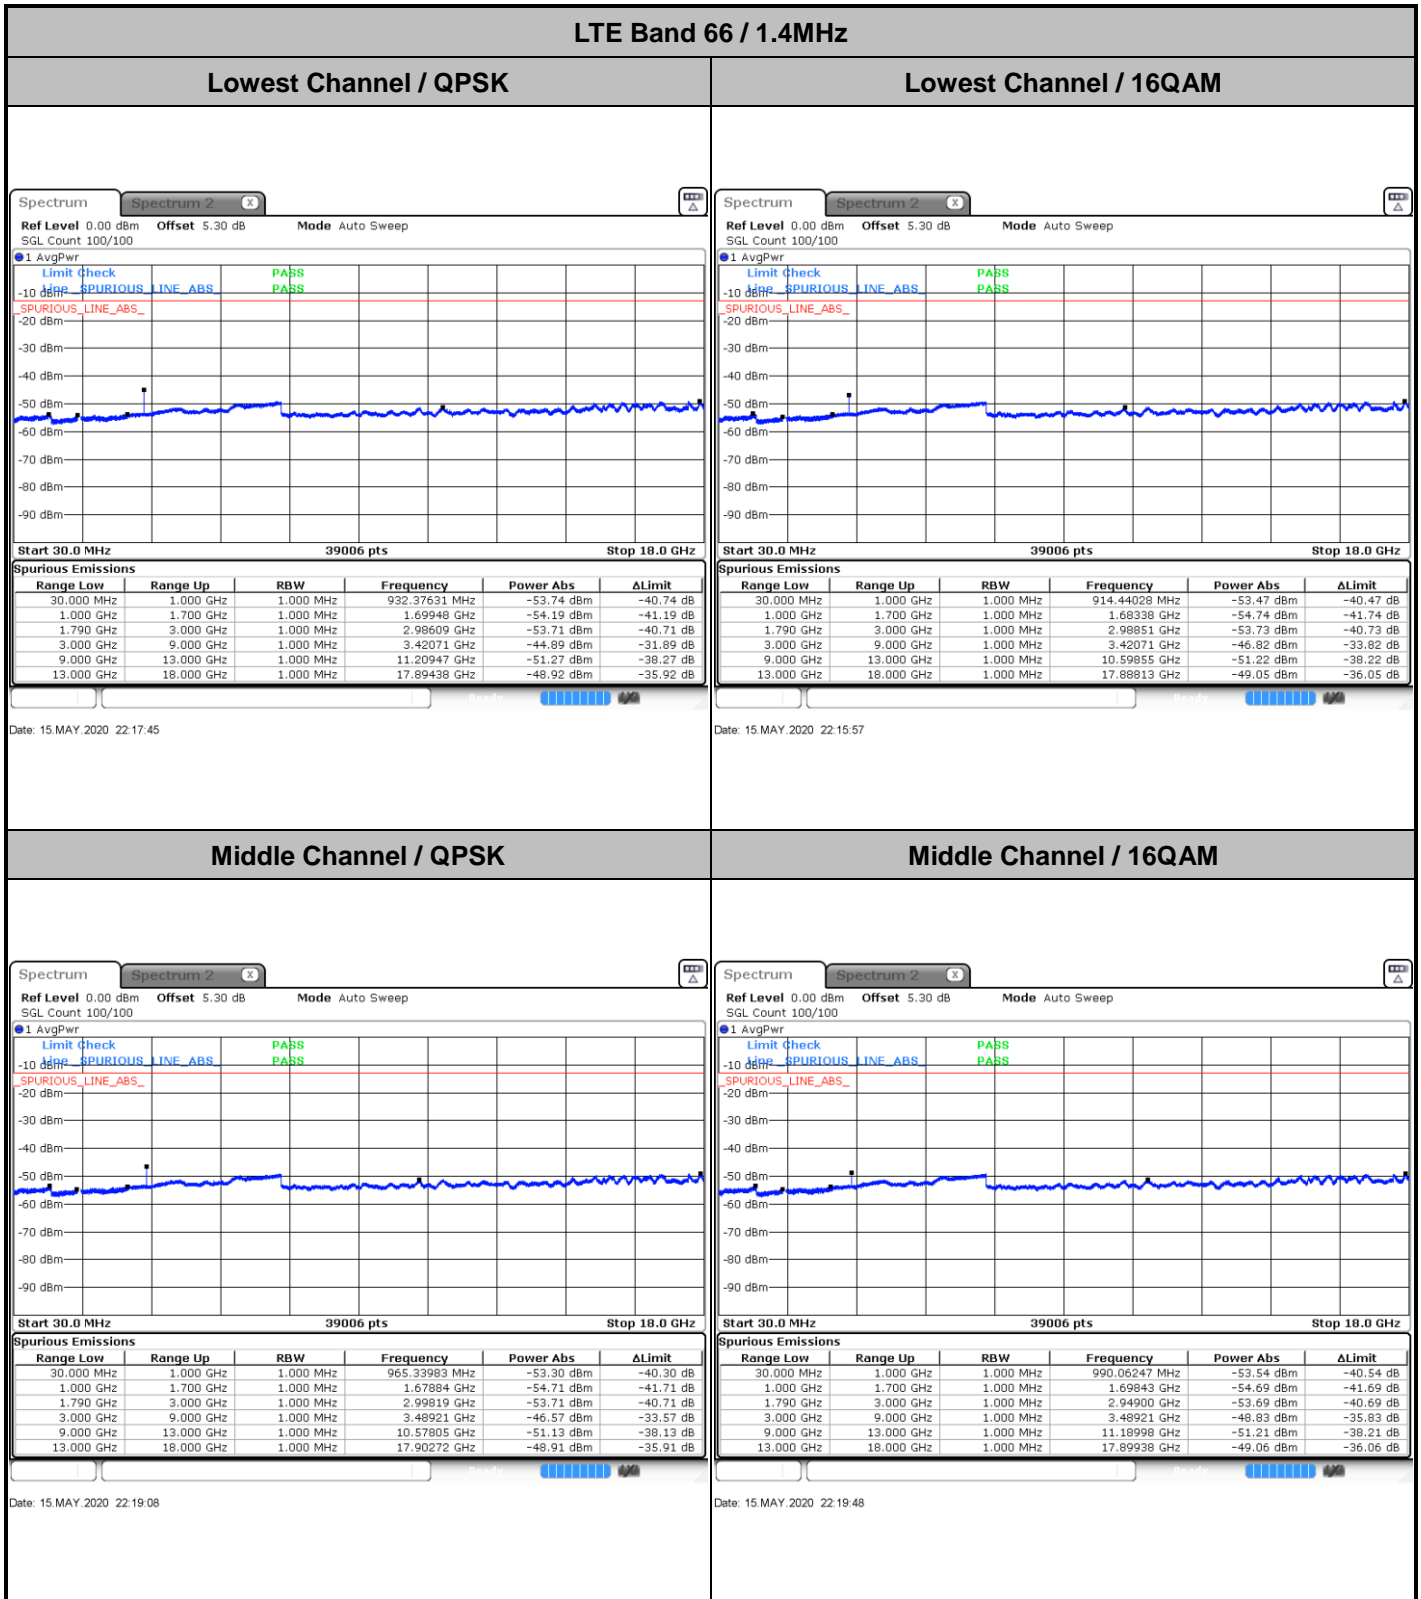 LTE Band 66 / 1.4MHz
Lowest Channel / QPSK
Lowest Channel / 16QAM
Spectrum Spectrum 2 X
Ref Level 0.00 dBm Offset 5.30 dB Mode Auto Sweep
SGL Count 100/100
1 AvgPwr
Limit Check PASS
Line _SPURIOUS_LINE_ABS_ PASS
-10 dBm
_SPURIOUS_LINE_ABS_
-20 dBm
-30 dBm
-40 dBm
-50 dBm
-60 dBm
-70 dBm
-80 dBm
-90 dBm
Start 30.0 MHz 39006 pts Stop 18.0 GHz
Spurious Emissions
Range Low Range Up RBW Frequency Power Abs ΔLimit
30.000 MHz 1.000 GHz 1.000 MHz 932.37631 MHz -53.74 dBm -40.74 dB
1.000 GHz 1.700 GHz 1.000 MHz 1.69948 GHz -54.19 dBm -41.19 dB
1.790 GHz 3.000 GHz 1.000 MHz 2.98609 GHz -53.71 dBm -40.71 dB
3.000 GHz 9.000 GHz 1.000 MHz 3.42071 GHz -44.89 dBm -31.89 dB
9.000 GHz 13.000 GHz 1.000 MHz 11.20947 GHz -51.27 dBm -38.27 dB
13.000 GHz 18.000 GHz 1.000 MHz 17.89438 GHz -48.92 dBm -35.92 dB
Ready
Date: 15.MAY.2020 22:17:45
Spectrum Spectrum 2 X
Ref Level 0.00 dBm Offset 5.30 dB Mode Auto Sweep
SGL Count 100/100
1 AvgPwr
Limit Check PASS
Line _SPURIOUS_LINE_ABS_ PASS
-10 dBm
_SPURIOUS_LINE_ABS_
-20 dBm
-30 dBm
-40 dBm
-50 dBm
-60 dBm
-70 dBm
-80 dBm
-90 dBm
Start 30.0 MHz 39006 pts Stop 18.0 GHz
Spurious Emissions
Range Low Range Up RBW Frequency Power Abs ΔLimit
30.000 MHz 1.000 GHz 1.000 MHz 914.44028 MHz -53.47 dBm -40.47 dB
1.000 GHz 1.700 GHz 1.000 MHz 1.68338 GHz -54.74 dBm -41.74 dB
1.790 GHz 3.000 GHz 1.000 MHz 2.98851 GHz -53.73 dBm -40.73 dB
3.000 GHz 9.000 GHz 1.000 MHz 3.42071 GHz -46.82 dBm -33.82 dB
9.000 GHz 13.000 GHz 1.000 MHz 10.59855 GHz -51.22 dBm -38.22 dB
13.000 GHz 18.000 GHz 1.000 MHz 17.88813 GHz -49.05 dBm -36.05 dB
Ready
Date: 15.MAY.2020 22:15:57
Middle Channel / QPSK
Middle Channel / 16QAM
Spectrum Spectrum 2 X
Ref Level 0.00 dBm Offset 5.30 dB Mode Auto Sweep
SGL Count 100/100
1 AvgPwr
Limit Check PASS
Line _SPURIOUS_LINE_ABS_ PASS
-10 dBm
_SPURIOUS_LINE_ABS_
-20 dBm
-30 dBm
-40 dBm
-50 dBm
-60 dBm
-70 dBm
-80 dBm
-90 dBm
Start 30.0 MHz 39006 pts Stop 18.0 GHz
Spurious Emissions
Range Low Range Up RBW Frequency Power Abs ΔLimit
30.000 MHz 1.000 GHz 1.000 MHz 965.33983 MHz -53.30 dBm -40.30 dB
1.000 GHz 1.700 GHz 1.000 MHz 1.67884 GHz -54.71 dBm -41.71 dB
1.790 GHz 3.000 GHz 1.000 MHz 2.99819 GHz -53.71 dBm -40.71 dB
3.000 GHz 9.000 GHz 1.000 MHz 3.48921 GHz -46.57 dBm -33.57 dB
9.000 GHz 13.000 GHz 1.000 MHz 10.57805 GHz -51.13 dBm -38.13 dB
13.000 GHz 18.000 GHz 1.000 MHz 17.90272 GHz -48.91 dBm -35.91 dB
Ready
Date: 15.MAY.2020 22:19:08
Spectrum Spectrum 2 X
Ref Level 0.00 dBm Offset 5.30 dB Mode Auto Sweep
SGL Count 100/100
1 AvgPwr
Limit Check PASS
Line _SPURIOUS_LINE_ABS_ PASS
-10 dBm
_SPURIOUS_LINE_ABS_
-20 dBm
-30 dBm
-40 dBm
-50 dBm
-60 dBm
-70 dBm
-80 dBm
-90 dBm
Start 30.0 MHz 39006 pts Stop 18.0 GHz
Spurious Emissions
Range Low Range Up RBW Frequency Power Abs ΔLimit
30.000 MHz 1.000 GHz 1.000 MHz 990.06247 MHz -53.54 dBm -40.54 dB
1.000 GHz 1.700 GHz 1.000 MHz 1.69843 GHz -54.69 dBm -41.69 dB
1.790 GHz 3.000 GHz 1.000 MHz 2.94900 GHz -53.69 dBm -40.69 dB
3.000 GHz 9.000 GHz 1.000 MHz 3.48921 GHz -48.83 dBm -35.83 dB
9.000 GHz 13.000 GHz 1.000 MHz 11.18998 GHz -51.21 dBm -38.21 dB
13.000 GHz 18.000 GHz 1.000 MHz 17.89938 GHz -49.06 dBm -36.06 dB
Ready
Date: 15.MAY.2020 22:19:48